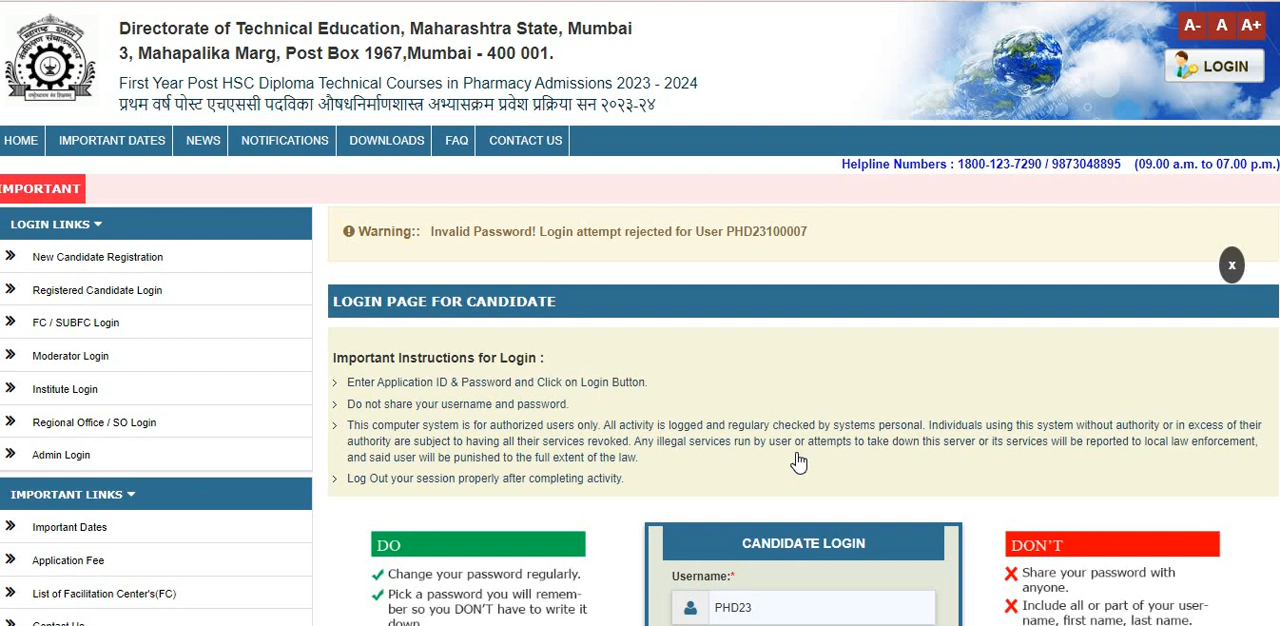 Directorate of Technical Education, Maharashtra State, Mumbai
3, Mahapalika Marg, Post Box 1967,Mumbai - 400 001.
First Year Post HSC Diploma Technical Courses in Pharmacy Admissions 2023 - 2024
प्रथम वर्ष पोस्ट एचएससी पदविका औषधनिर्माणशास्त्र अभ्यासक्रम प्रवेश प्रक्रिया सन २०२३-२४
A- A A+
LOGIN
HOME IMPORTANT DATES NEWS NOTIFICATIONS DOWNLOADS FAQ CONTACT US
Helpline Numbers : 1800-123-7290 / 9873048895 (09.00 a.m. to 07.00 p.m.)
IMPORTANT
LOGIN LINKS
New Candidate Registration
Registered Candidate Login
FC / SUBFC Login
Moderator Login
Institute Login
Regional Office / SO Login
Admin Login
IMPORTANT LINKS
Important Dates
Application Fee
List of Facilitation Center's(FC)
Contact Us
Warning:: Invalid Password! Login attempt rejected for User PHD23100007
x
LOGIN PAGE FOR CANDIDATE
Important Instructions for Login :
Enter Application ID & Password and Click on Login Button.
Do not share your username and password.
This computer system is for authorized users only. All activity is logged and regulary checked by systems personal. Individuals using this system without authority or in excess of their
authority are subject to having all their services revoked. Any illegal services run by user or attempts to take down this server or its services will be reported to local law enforcement,
and said user will be punished to the full extent of the law.
Log Out your session properly after completing activity.
DO
Change your password regularly.
Pick a password you will remem-
ber so you DON'T have to write it
down.
CANDIDATE LOGIN
Username:*
PHD23
DON'T
Share your password with
anyone.
Include all or part of your user-
name, first name, last name.